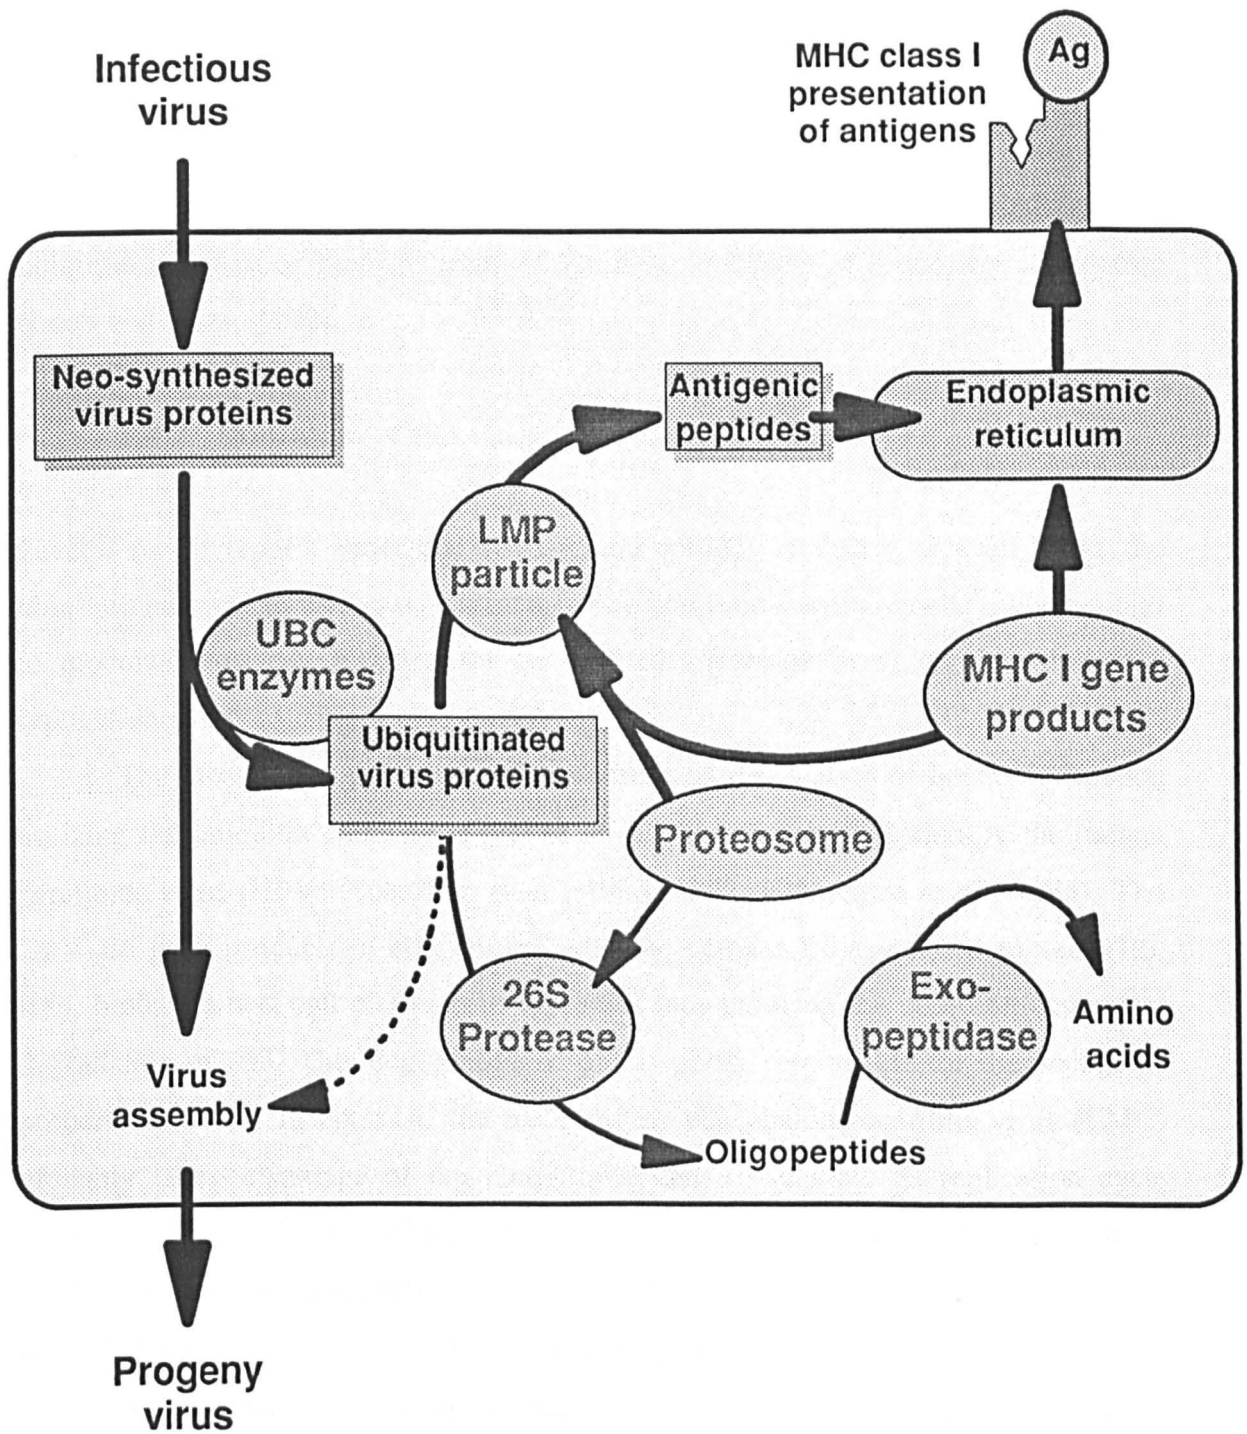 Infectious
virus
MHC class I
presentation
of antigens
Ag
Neo-synthesized
virus proteins
Antigenic
peptides
Endoplasmic
reticulum
LMP
particle
UBC
enzymes
MHC I gene
products
Ubiquitinated
virus proteins
Proteosome
26S
Protease
Exo-
peptidase
Amino
acids
Virus
assembly
Oligopeptides
Progeny
virus